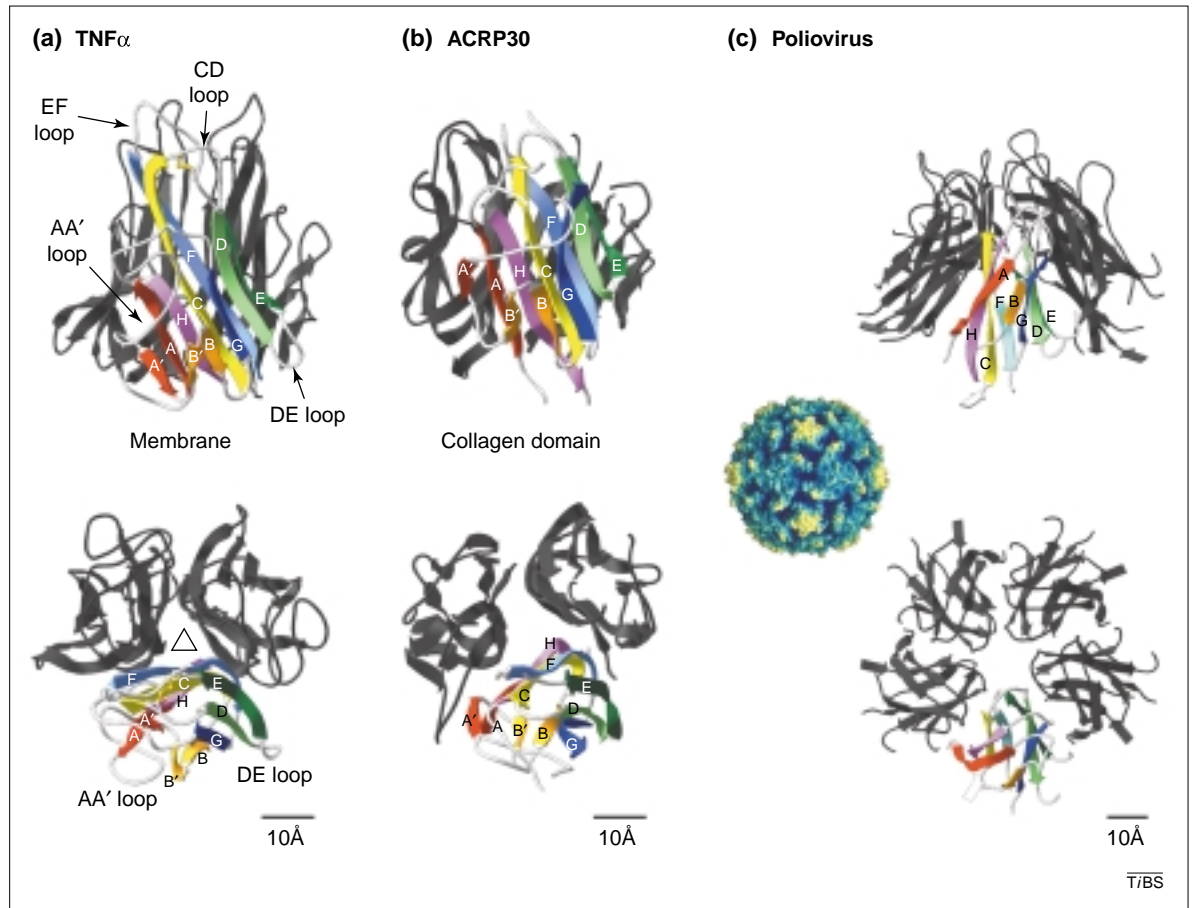 (a) TNFα
(b) ACRP30
(c) Poliovirus
CD
loop
EF
loop
AA′
loop
F
D
E
C
H
A
B′
B
G
A′
DE loop
Membrane
F
D
A′
H
C
E
A
B′
B
G
Collagen domain
A
F
B
G
E
D
H
C
F
C
E
H
D
A′
A
G
B
B′
DE loop
AA′ loop
10Å
H
F
E
C
D
A′
A
B′
B
G
10Å
10Å
TiBS